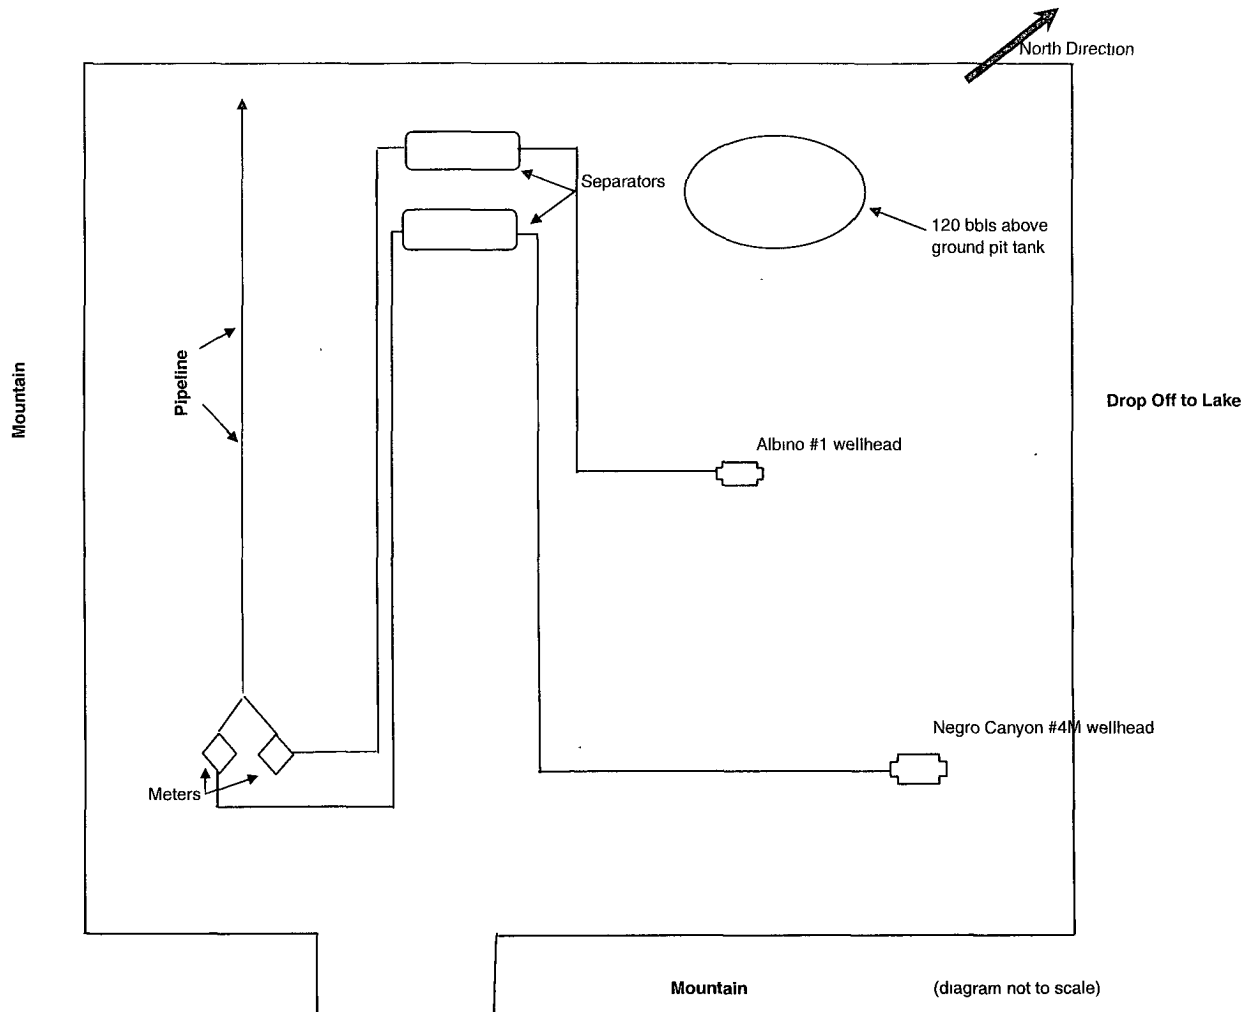 North Direction
Separators
120 bbls above
ground pit tank
Mountain
Pipeline
Drop Off to Lake
Albino #1 wellhead
Negro Canyon #4M wellhead
Meters
Mountain
(diagram not to scale)